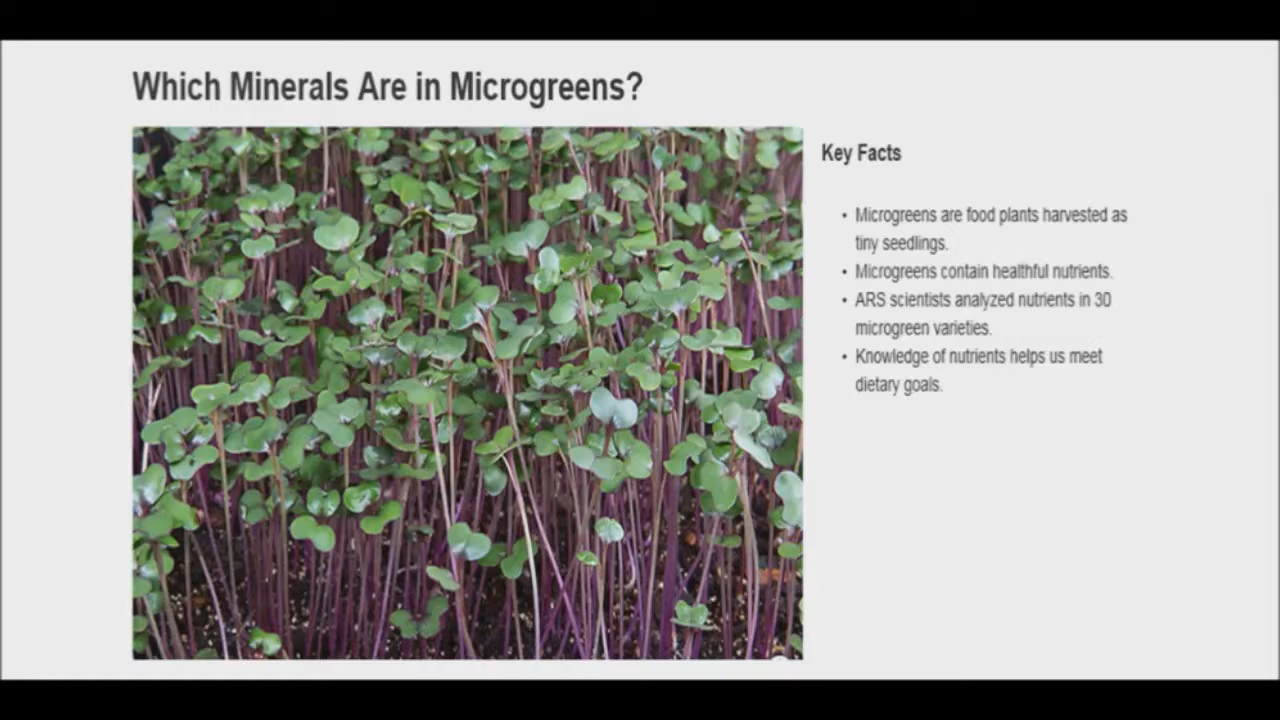 Which Minerals Are in Microgreens?
Key Facts
• Microgreens are food plants harvested as
tiny seedlings.
• Microgreens contain healthful nutrients.
• ARS scientists analyzed nutrients in 30
microgreen varieties.
• Knowledge of nutrients helps us meet
dietary goals.